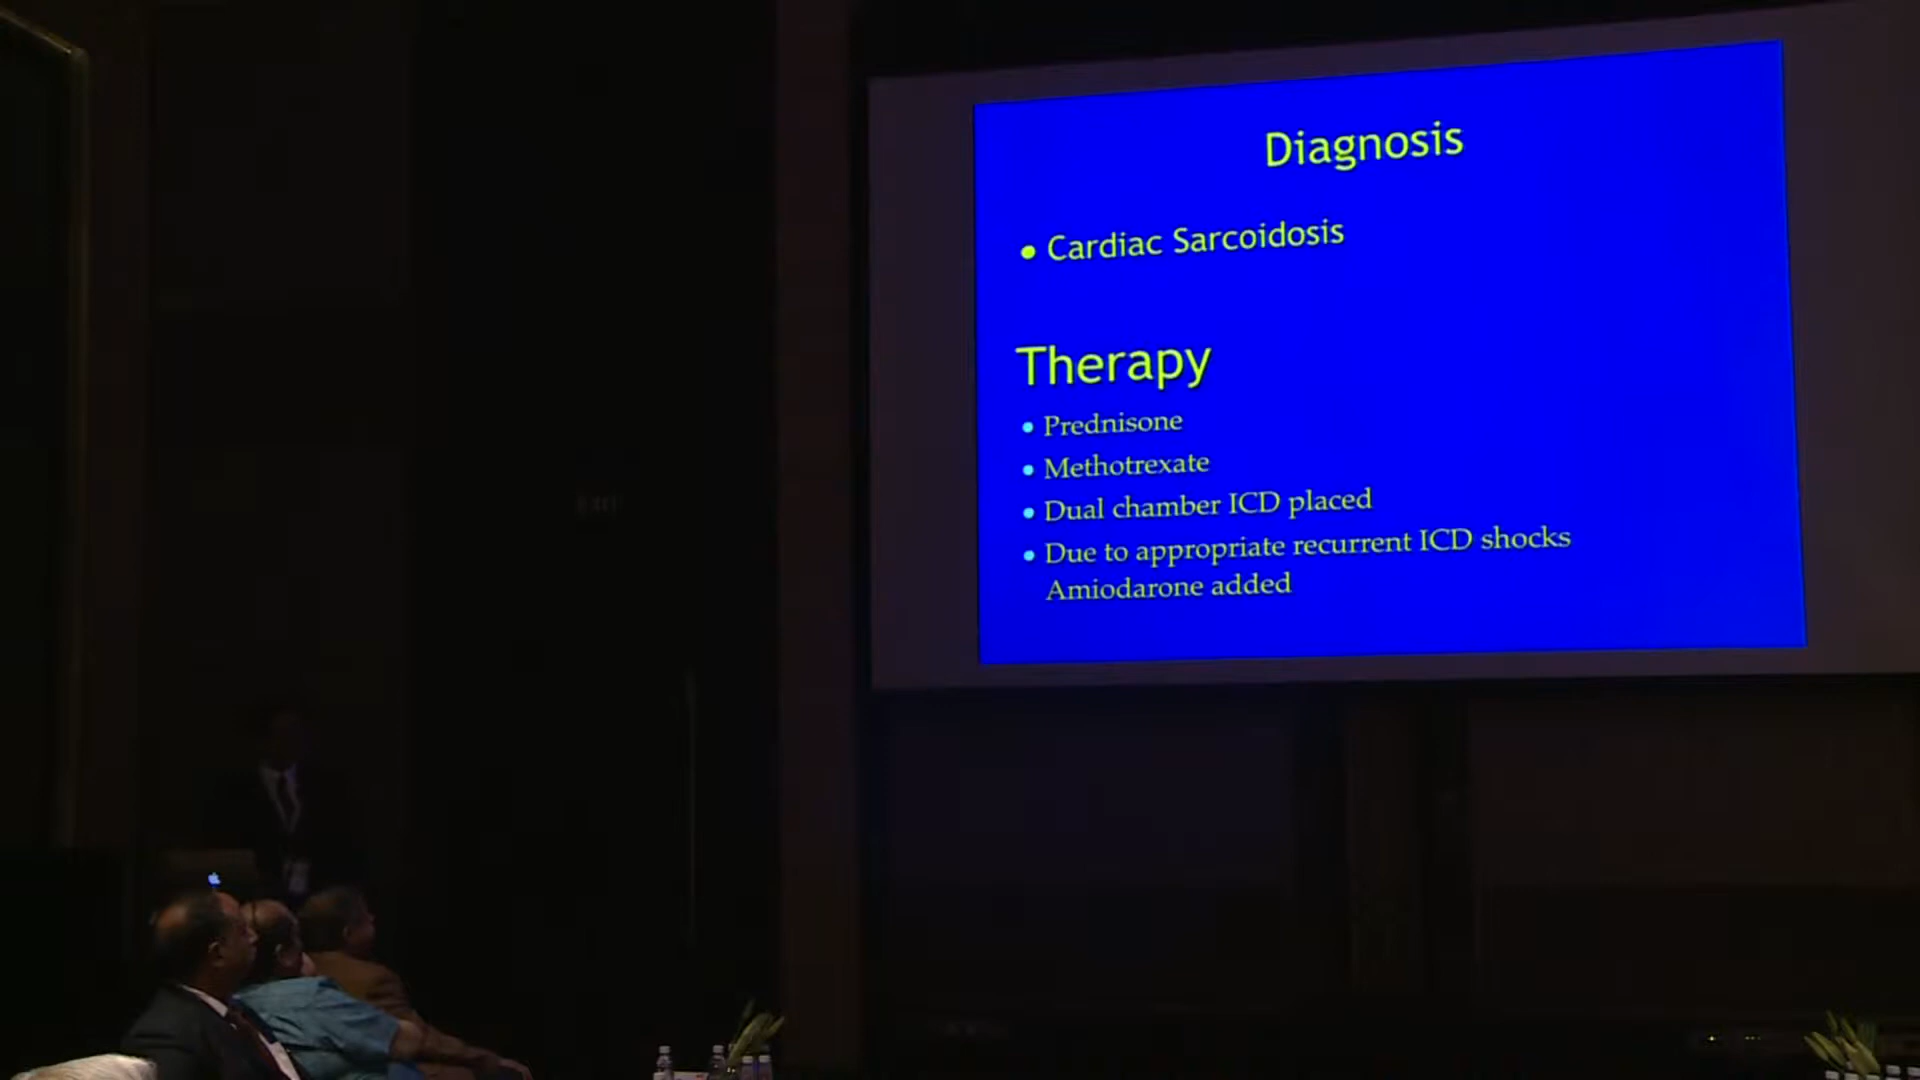 Diagnosis
• Cardiac Sarcoidosis
Therapy
• Prednisone
• Methotrexate
• Dual chamber ICD placed
• Due to appropriate recurrent ICD shocks
Amiodarone added